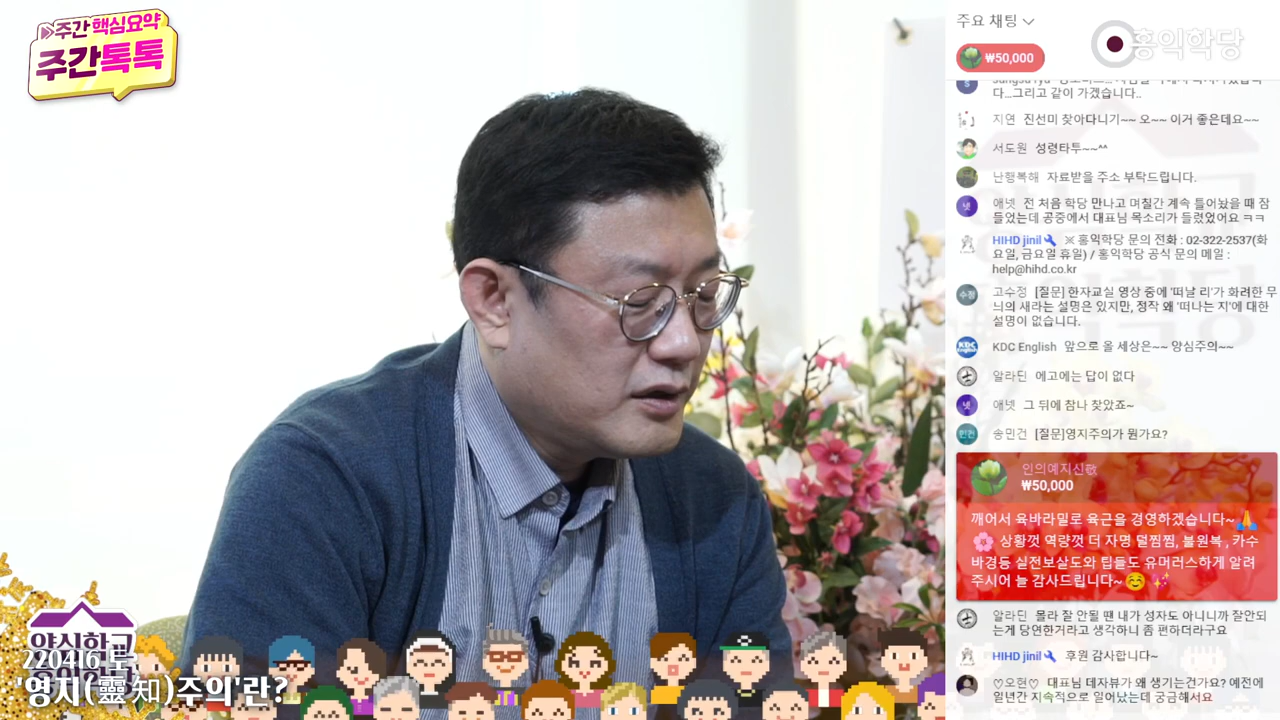 주간 핵심요약
주간톡톡
양심학교
220416 토
'영지(靈知)주의'란?
주요 채팅
홍익학당
₩50,000
다...그리고 같이 가겠습니다..
지연 진선미 찾아다니기~~ 오~~ 이거 좋은데요~~
서도원 성령타투~~^^
난행복해 자료받을 주소 부탁드립니다.
넷
애넷 전 처음 학당 만나고 며칠간 계속 틀어놨을 때 잠
들었는데 공중에서 대표님 목소리가 들렸었어요 ㅋㅋ
HIHD jinil ※ 홍익학당 문의 전화 : 02-322-2537(화
요일, 금요일 휴일) / 홍익학당 공식 문의 메일 :
help@hihd.co.kr
수정
고수정 [질문] 한자교실 영상 중에 '떠날 리'가 화려한 무
늬의 새라는 설명은 있지만, 정작 왜 '떠나는 지'에 대한
설명이 없습니다.
KDC English
KDC English 앞으로 올 세상은~~ 양심주의~~
알라딘 에고에는 답이 없다
넷
애넷 그 뒤에 참나 찾았죠~
민건
송민건 [질문]영지주의가 뭔가요?
인의예지신敬
₩50,000
깨어서 육바라밀로 육근을 경영하겠습니다~🙏
🌸 상황껏 역량껏 더 자명 덜찜찜, 불원복 , 카수
바경등 실전보살도와 팁들도 유머러스하게 알려
주시어 늘 감사드립니다~☺️ 💖
알라딘 몰라 잘 안될 땐 내가 성자도 아니니까 잘안되
는게 당연한거라고 생각하니 좀 편하더라구요
HIHD jinil 후원 감사합니다~
♡오현♡ 대표님 데자뷰가 왜 생기는건가요? 예전에
일년간 지속적으로 일어났는데 궁금해서요